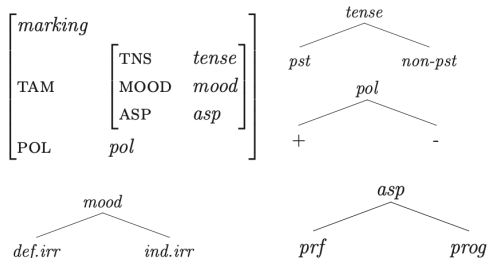 marking
TAM
TNS tense
MOOD mood
ASP asp
POL pol
tense
pst non-pst
pol
+ -
mood
def.irr ind.irr
asp
prf prog